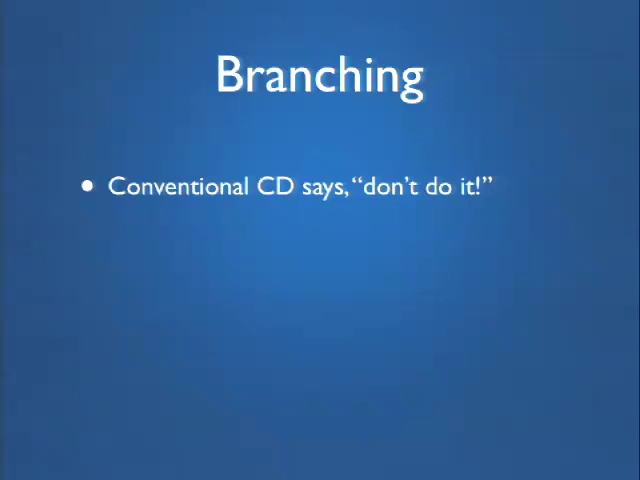 Branching
• Conventional CD says, “don’t do it!”